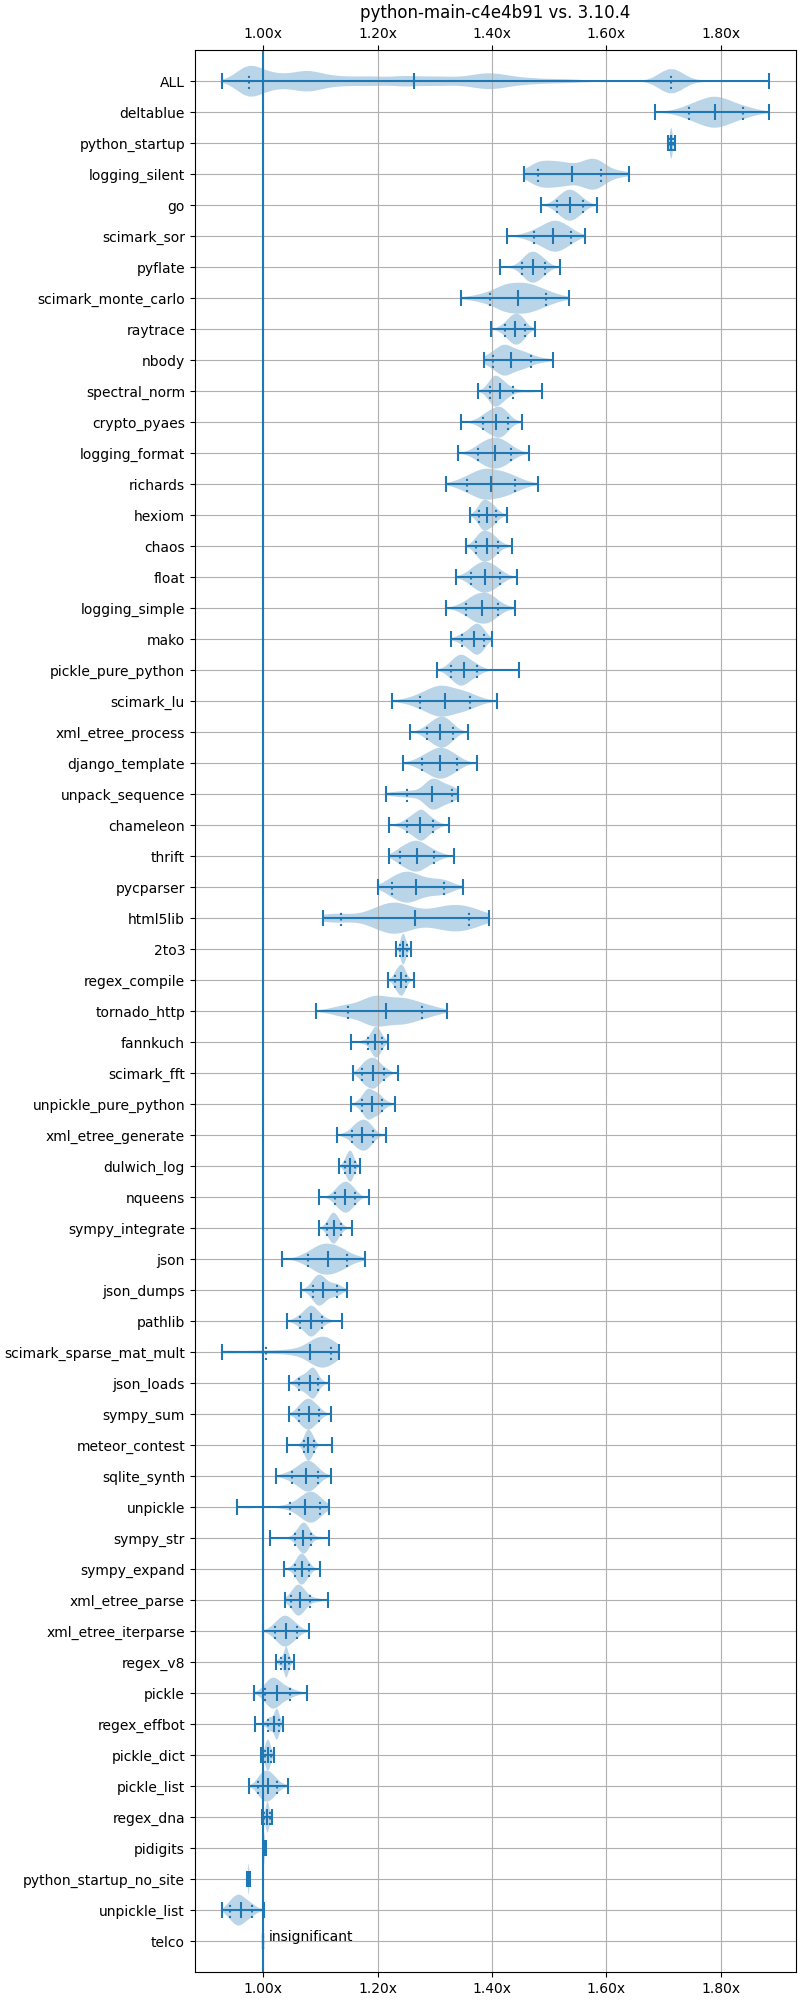 python-main-c4e4b91 vs. 3.10.4
1.00x 1.20x 1.40x 1.60x 1.80x
ALL
deltablue
python_startup
logging_silent
go
scimark_sor
pyflate
scimark_monte_carlo
raytrace
nbody
spectral_norm
crypto_pyaes
logging_format
richards
hexiom
chaos
float
logging_simple
mako
pickle_pure_python
scimark_lu
xml_etree_process
django_template
unpack_sequence
chameleon
thrift
pycparser
html5lib
2to3
regex_compile
tornado_http
fannkuch
scimark_fft
unpickle_pure_python
xml_etree_generate
dulwich_log
nqueens
sympy_integrate
json
json_dumps
pathlib
scimark_sparse_mat_mult
json_loads
sympy_sum
meteor_contest
sqlite_synth
unpickle
sympy_str
sympy_expand
xml_etree_parse
xml_etree_iterparse
regex_v8
pickle
regex_effbot
pickle_dict
pickle_list
regex_dna
pidigits
python_startup_no_site
unpickle_list
telco insignificant
1.00x 1.20x 1.40x 1.60x 1.80x